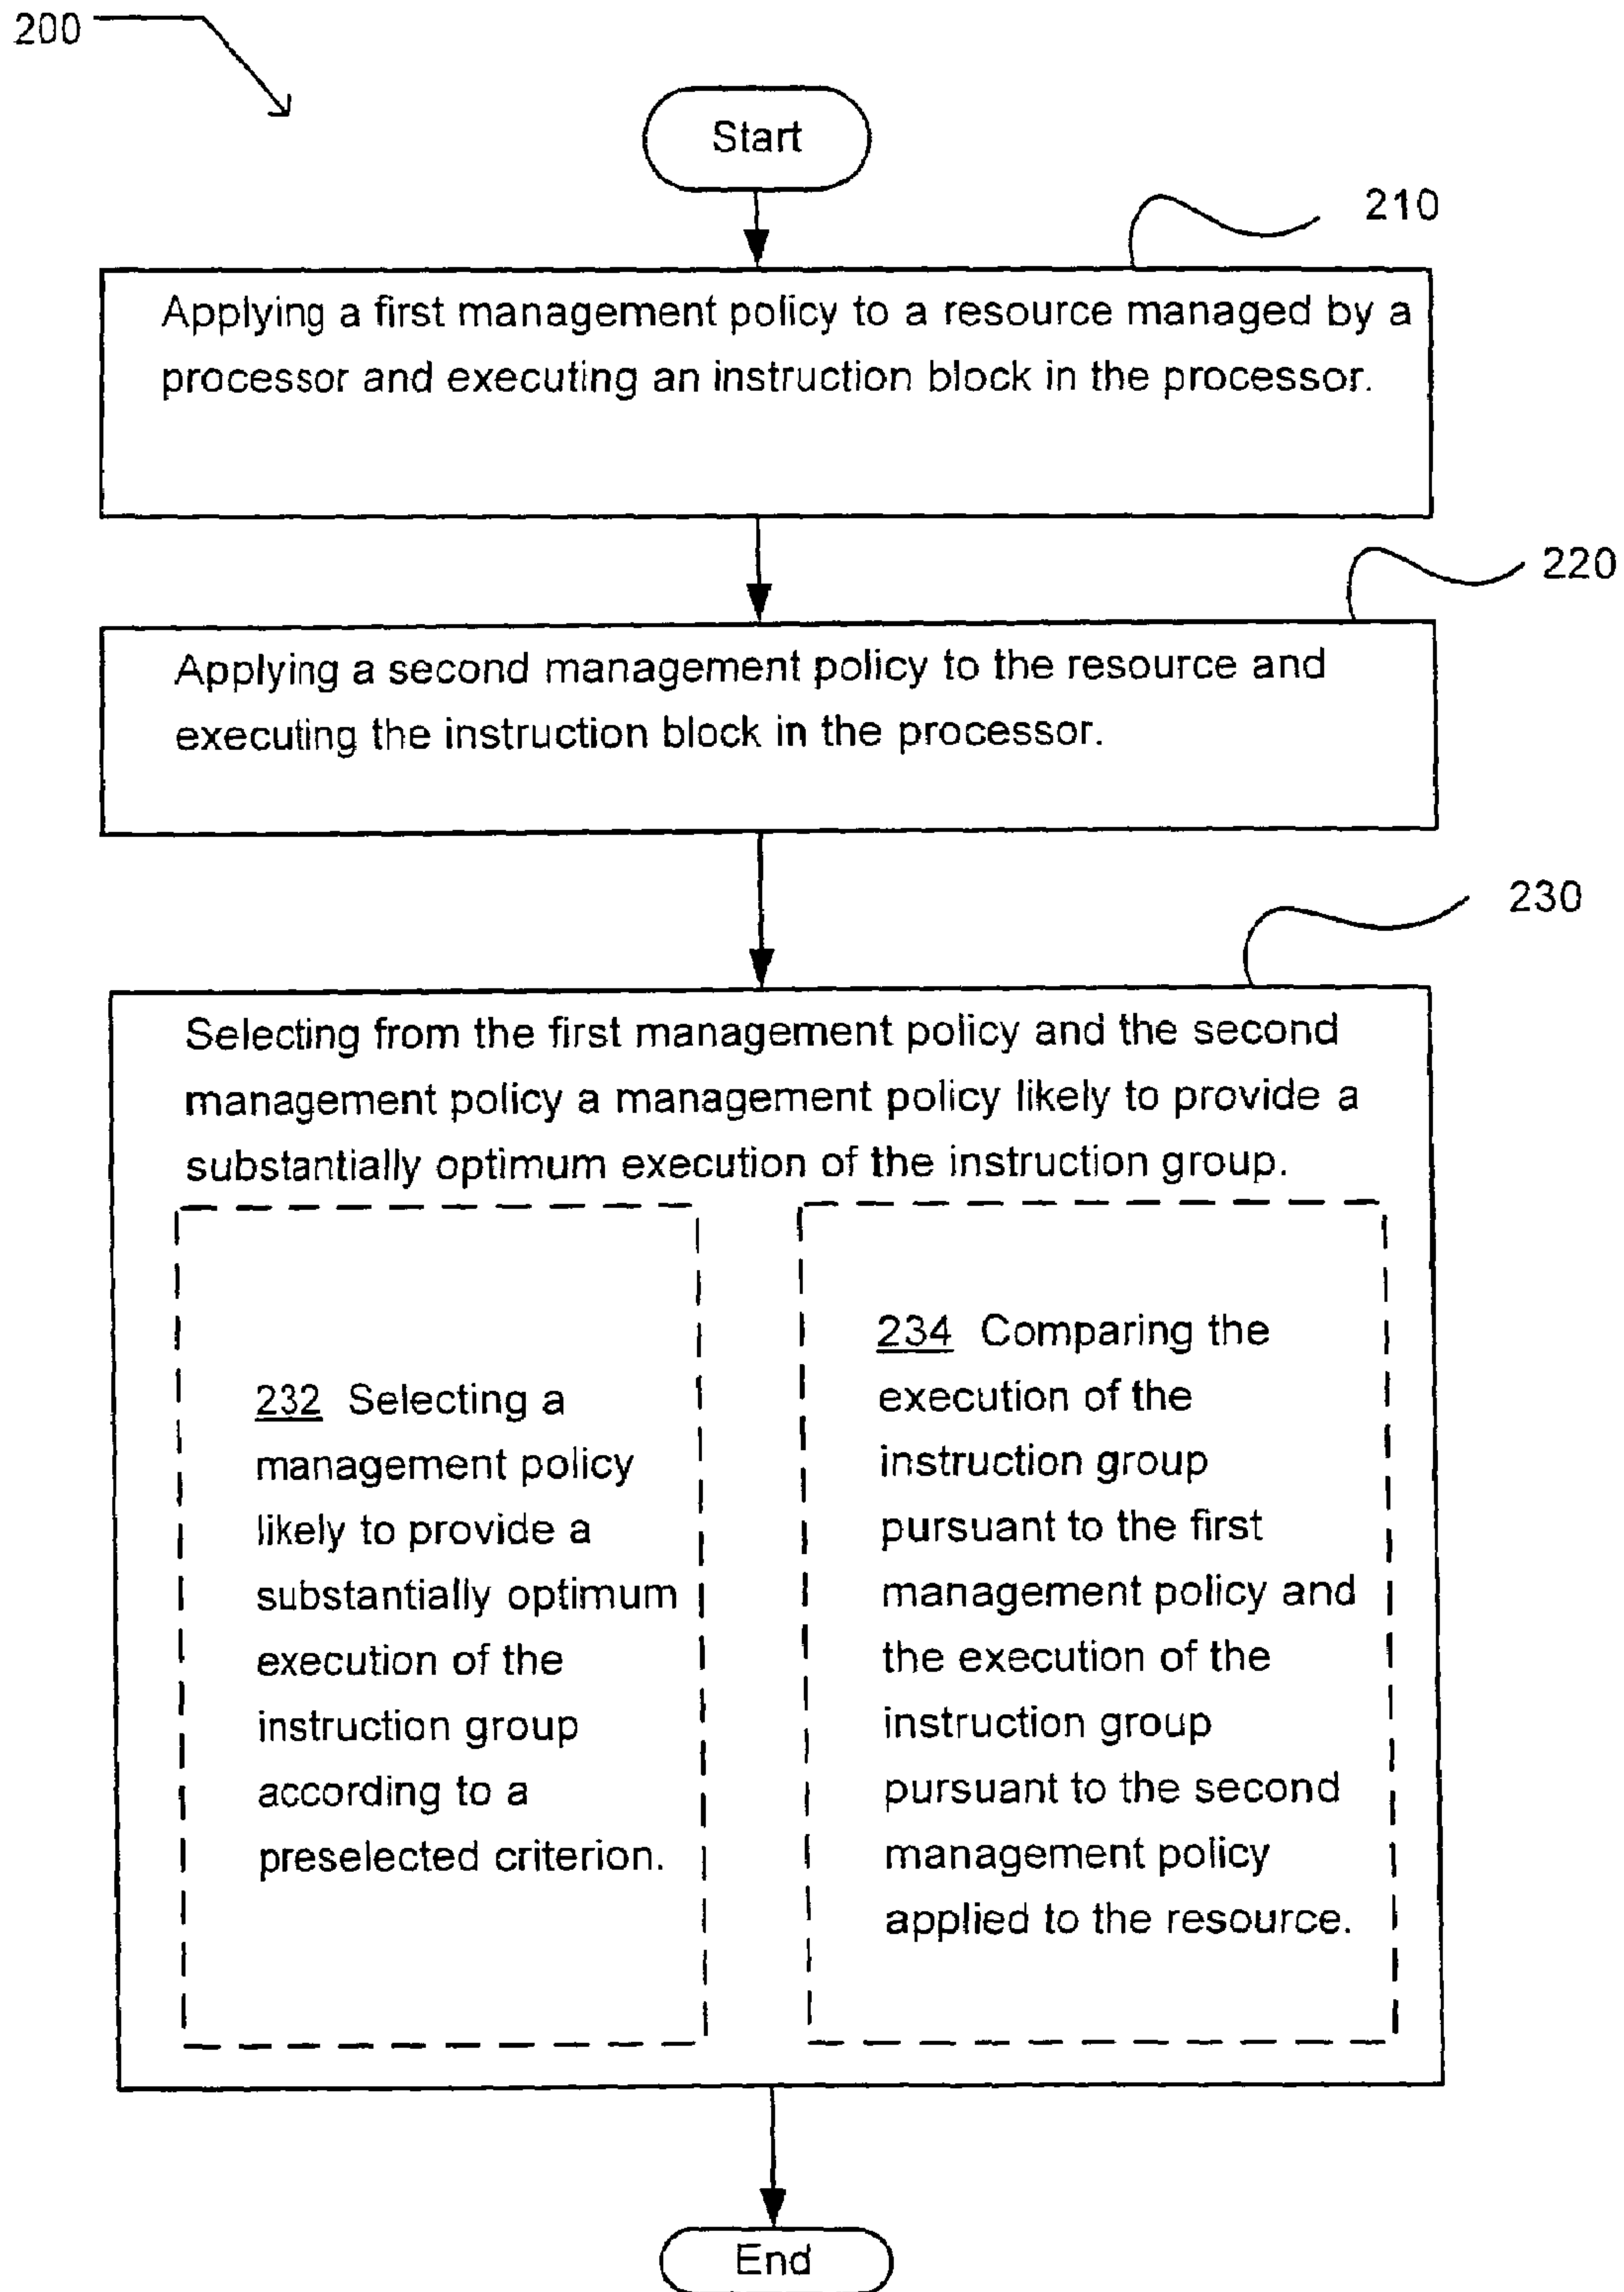 200
Start
210
Applying a first management policy to a resource managed by a
processor and executing an instruction block in the processor.
220
Applying a second management policy to the resource and
executing the instruction block in the processor.
230
Selecting from the first management policy and the second
management policy a management policy likely to provide a
substantially optimum execution of the instruction group.
232 Selecting a
management policy
likely to provide a
substantially optimum
execution of the
instruction group
according to a
preselected criterion.
234 Comparing the
execution of the
instruction group
pursuant to the first
management policy and
the execution of the
instruction group
pursuant to the second
management policy
applied to the resource.
End